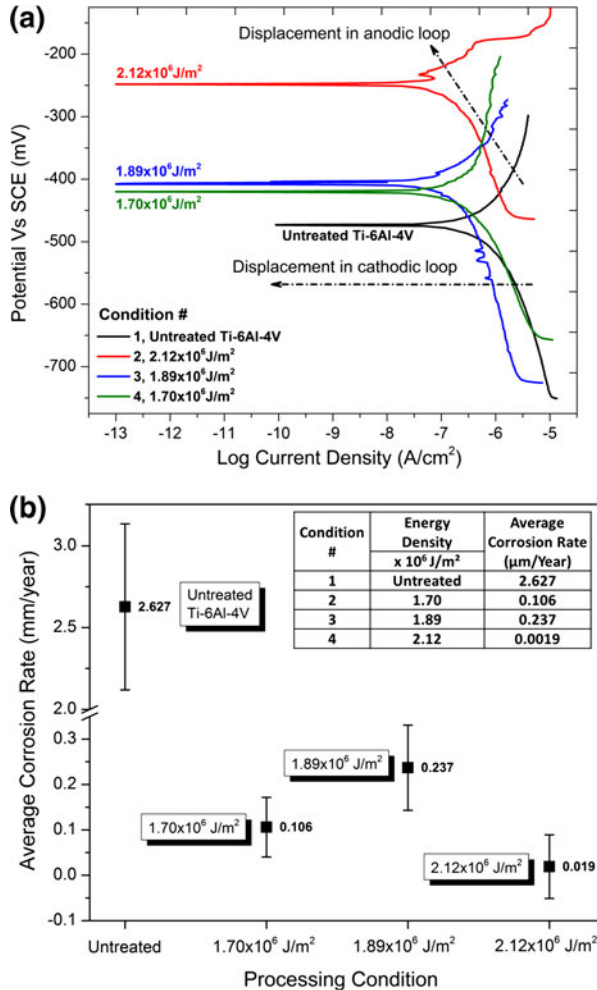 (a)
Displacement in anodic loop
2.12x10⁶J/m²
1.89x10⁶J/m²
1.70x10⁶J/m²
Untreated Ti-6Al-4V
Displacement in cathodic loop
Condition #
1, Untreated Ti-6Al-4V
2, 2.12x10⁶J/m²
3, 1.89x10⁶J/m²
4, 1.70x10⁶J/m²
Potential Vs SCE (mV)
-200
-300
-400
-500
-600
-700
-13 -12 -11 -10 -9 -8 -7 -6 -5
Log Current Density (A/cm²)
(b)
Condition # Energy Density x 10⁶ J/m² Average Corrosion Rate (μm/Year)
1 Untreated 2.627
2 1.70 0.106
3 1.89 0.237
4 2.12 0.0019
Average Corrosion Rate (mm/year)
3.0
2.5
2.0
0.3
0.2
0.1
0.0
-0.1
2.627
Untreated
Ti-6Al-4V
1.89x10⁶ J/m²
0.237
1.70x10⁶ J/m²
0.106
2.12x10⁶ J/m²
0.019
Untreated 1.70x10⁶ J/m² 1.89x10⁶ J/m² 2.12x10⁶ J/m²
Processing Condition